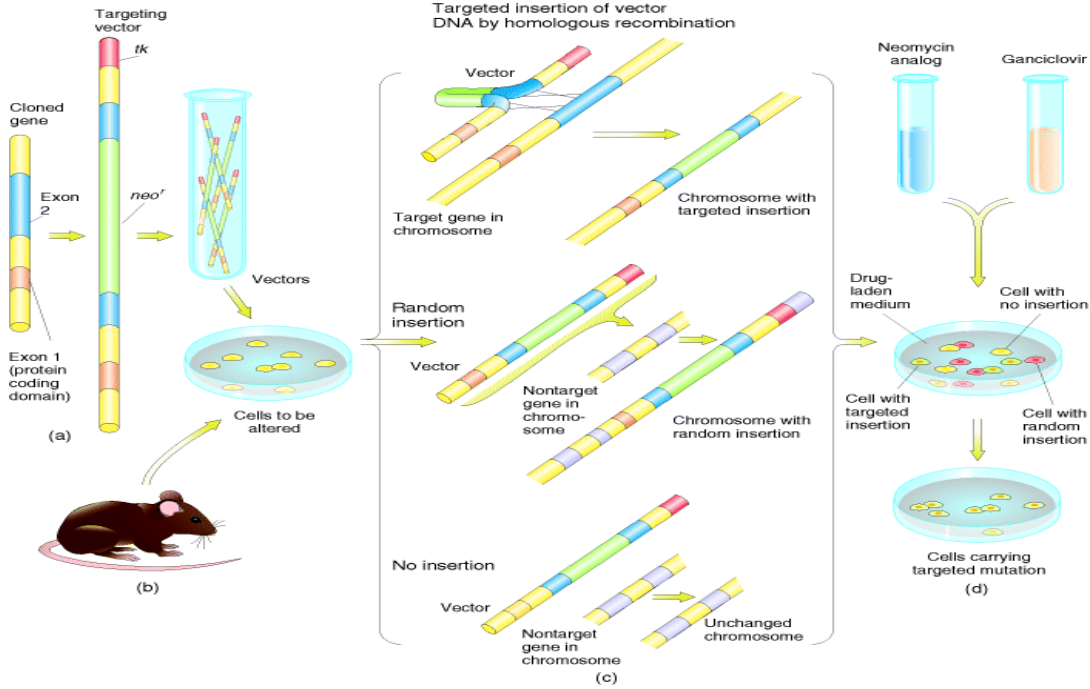 Targeting
vector
tk
Cloned
gene
Exon
2
neoʳ
Exon 1
(protein
coding
domain)
(a)
Vectors
Cells to be
altered
(b)
Targeted insertion of vector
DNA by homologous recombination
Vector
Target gene in
chromosome
Chromosome with
targeted insertion
Random
insertion
Vector
Nontarget
gene in
chromo-
some
Chromosome with
random insertion
No insertion
Vector
Nontarget
gene in
chromosome
Unchanged
chromosome
(c)
Neomycin
analog
Ganciclovir
Drug-
laden
medium
Cell with
no insertion
Cell with
targeted
insertion
Cell with
random
insertion
Cells carrying
targeted mutation
(d)